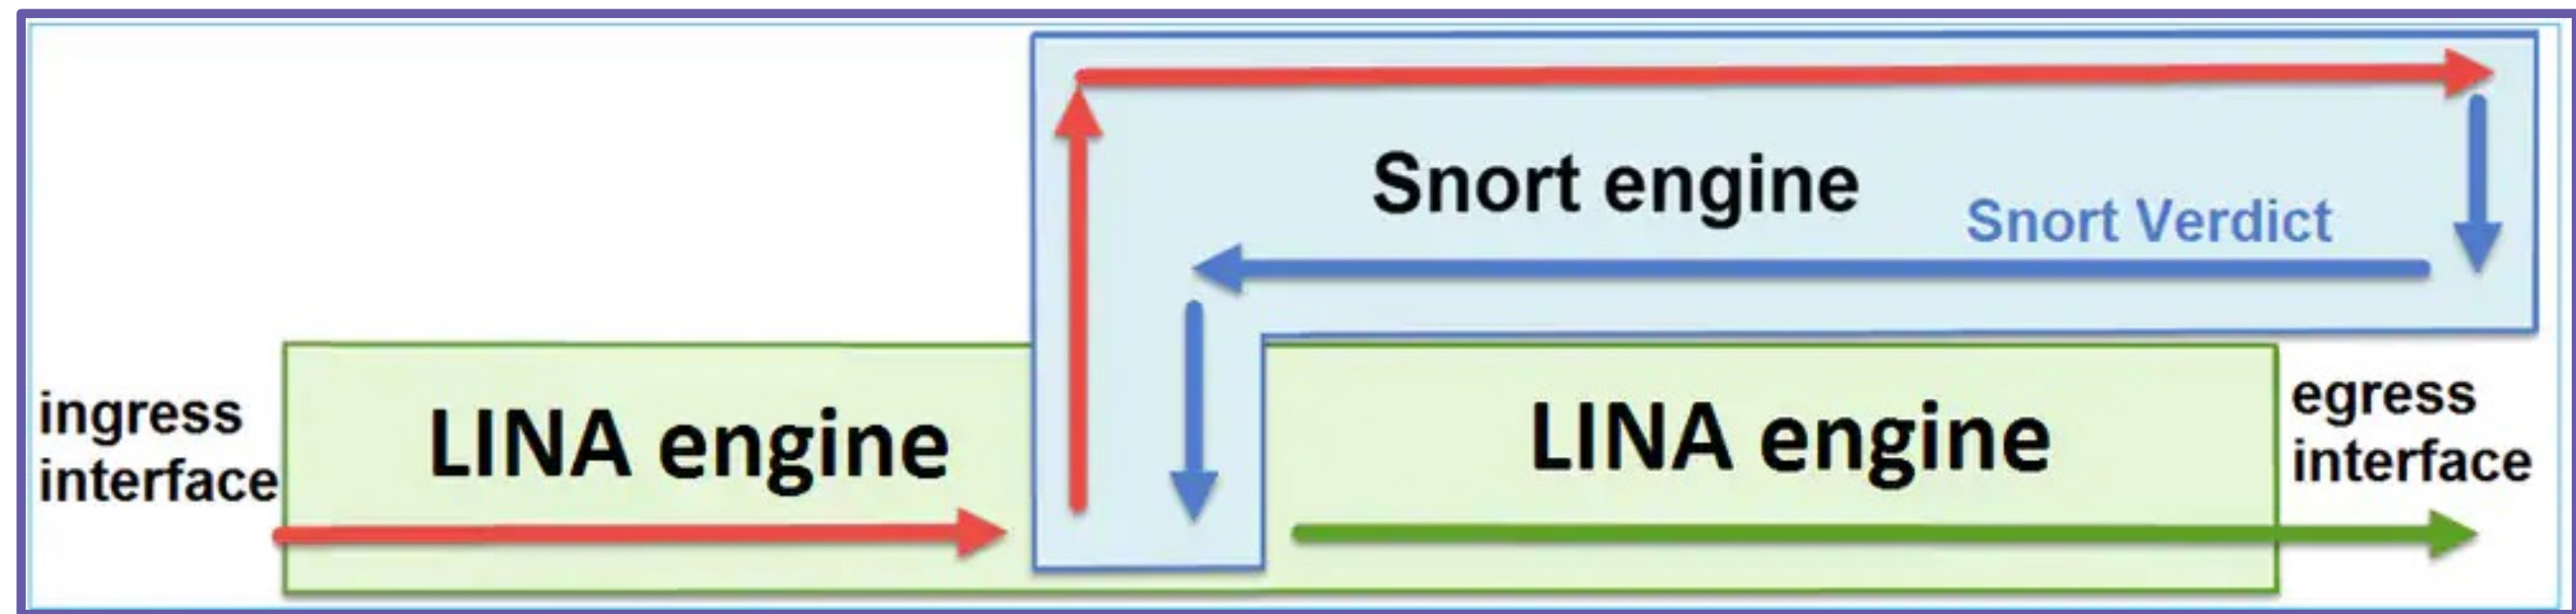 Snort engine
Snort Verdict
ingress
interface
LINA engine
LINA engine
egress
interface